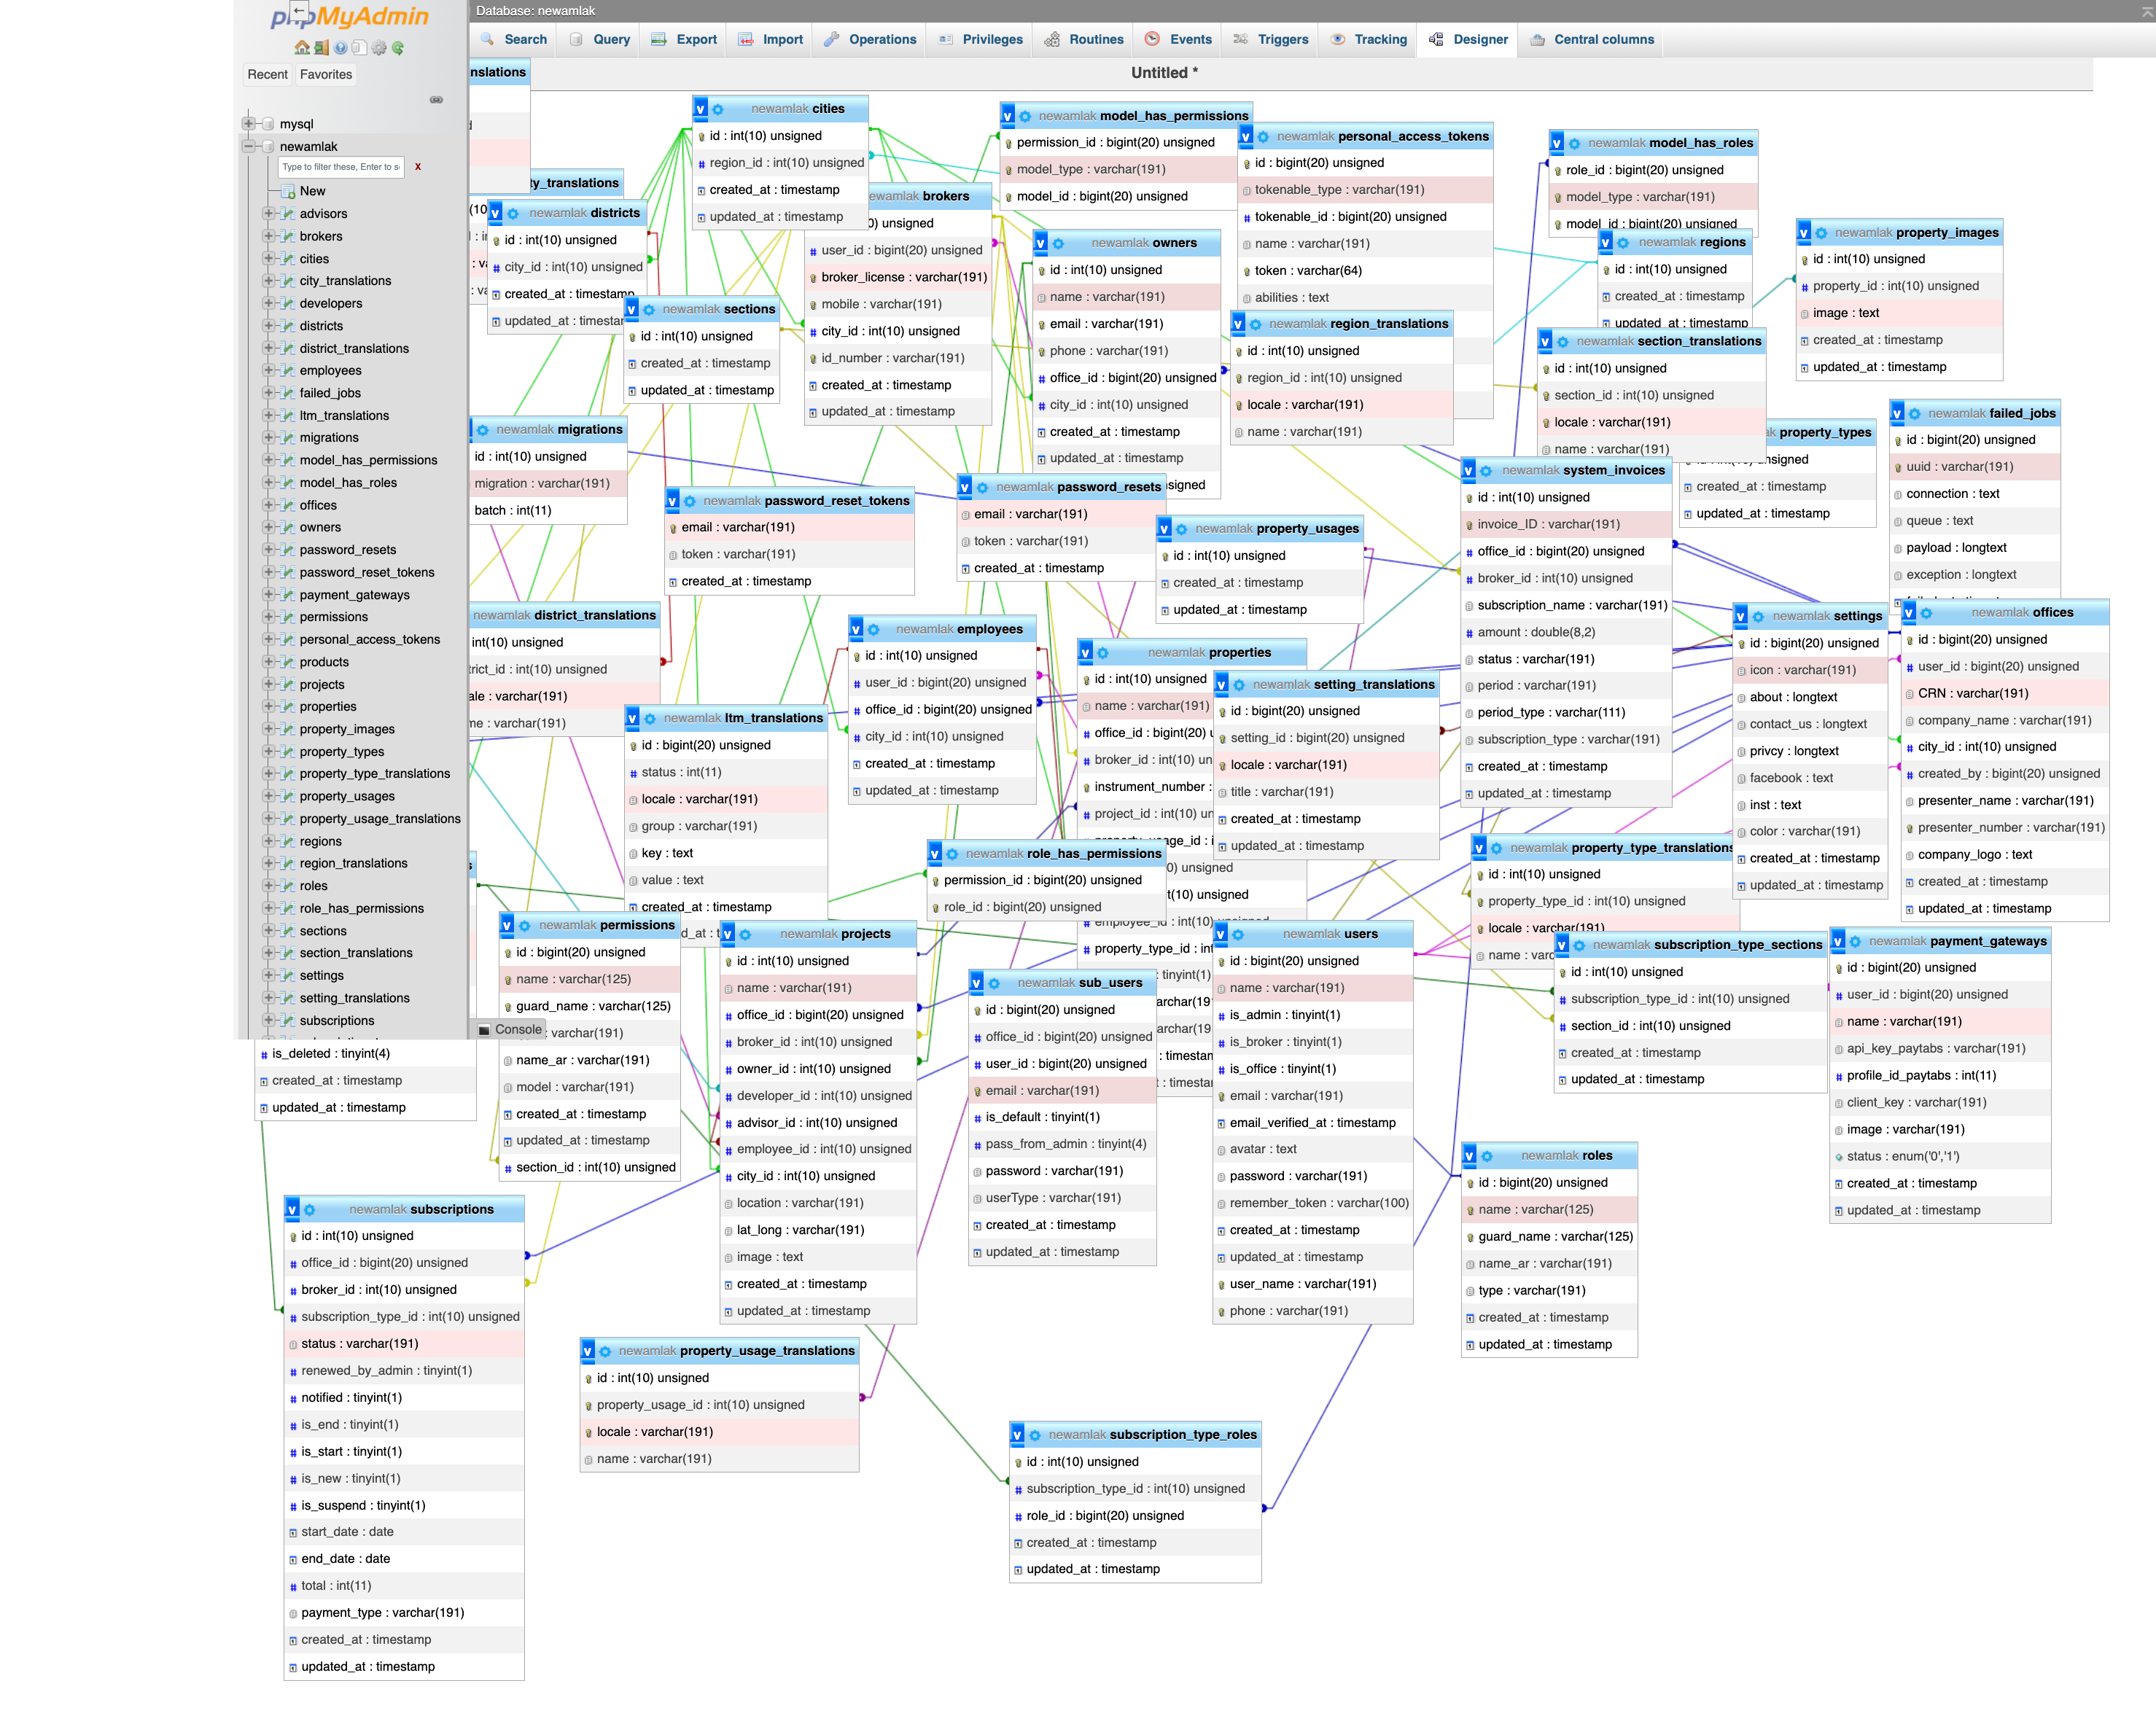 phpMyAdmin
Recent Favorites
mysql
newamlak
Type to filter these, Enter to s
X
New
advisors
brokers
cities
city_translations
developers
districts
district_translations
employees
failed_jobs
ltm_translations
migrations
model_has_permissions
model_has_roles
offices
owners
password_resets
password_reset_tokens
payment_gateways
permissions
personal_access_tokens
products
projects
properties
property_images
property_types
property_type_translations
property_usages
property_usage_translations
regions
region_translations
roles
role_has_permissions
sections
section_translations
settings
setting_translations
subscriptions
Database: newamlak
Search Query Export Import Operations Privileges Routines Events Triggers Tracking Designer Central columns
Untitled *
nslations
ty_translations
newamlak cities
id : int(10) unsigned
region_id : int(10) unsigned
created_at : timestamp
updated_at : timestamp
newamlak districts
id : int(10) unsigned
city_id : int(10) unsigned
created_at : timestamp
updated_at : timestar
newamlak sections
id : int(10) unsigned
created_at : timestamp
updated_at : timestamp
ewamlak brokers
0) unsigned
user_id : bigint(20) unsigned
broker_license : varchar(191)
mobile : varchar(191)
city_id : int(10) unsigned
id_number : varchar(191)
created_at : timestamp
updated_at : timestamp
newamlak model_has_permissions
permission_id : bigint(20) unsigned
model_type : varchar(191)
model_id : bigint(20) unsigned
newamlak personal_access_tokens
id : bigint(20) unsigned
tokenable_type : varchar(191)
tokenable_id : bigint(20) unsigned
name : varchar(191)
token : varchar(64)
abilities : text
newamlak owners
id : int(10) unsigned
name : varchar(191)
email : varchar(191)
phone : varchar(191)
office_id : bigint(20) unsigned
city_id : int(10) unsigned
created_at : timestamp
updated_at : timestamp
signed
newamlak region_translations
id : int(10) unsigned
region_id : int(10) unsigned
locale : varchar(191)
name : varchar(191)
newamlak model_has_roles
role_id : bigint(20) unsigned
model_type : varchar(191)
model_id : bigint(20) unsigned
newamlak regions
id : int(10) unsigned
created_at : timestamp
updated_at : timestamp
newamlak property_images
id : int(10) unsigned
property_id : int(10) unsigned
image : text
created_at : timestamp
updated_at : timestamp
newamlak section_translations
id : int(10) unsigned
section_id : int(10) unsigned
locale : varchar(191)
name : varchar(191)
k property_types
unsigned
created_at : timestamp
updated_at : timestamp
newamlak failed_jobs
id : bigint(20) unsigned
uuid : varchar(191)
connection : text
queue : text
payload : longtext
exception : longtext
newamlak migrations
id : int(10) unsigned
migration : varchar(191)
batch : int(11)
newamlak password_reset_tokens
email : varchar(191)
token : varchar(191)
created_at : timestamp
newamlak password_resets
email : varchar(191)
token : varchar(191)
created_at : timestamp
newamlak property_usages
id : int(10) unsigned
created_at : timestamp
updated_at : timestamp
newamlak system_invoices
id : int(10) unsigned
invoice_ID : varchar(191)
office_id : bigint(20) unsigned
broker_id : int(10) unsigned
subscription_name : varchar(191)
amount : double(8,2)
status : varchar(191)
period : varchar(191)
period_type : varchar(111)
subscription_type : varchar(191)
created_at : timestamp
updated_at : timestamp
newamlak district_translations
int(10) unsigned
trict_id : int(10) unsigned
ale : varchar(191)
me : varchar(191)
newamlak employees
id : int(10) unsigned
user_id : bigint(20) unsigned
office_id : bigint(20) unsigned
city_id : int(10) unsigned
created_at : timestamp
updated_at : timestamp
newamlak properties
id : int(10) unsigned
name : varchar(191)
office_id : bigint(20) u
broker_id : int(10) un
instrument_number :
project_id : int(10) un
0) unsigned
t(10) unsigned
employee_id : int(10) unsigned
property_type_id : int
tinyint(1)
archar(19
archar(19
: timestam
t : timestar
newamlak setting_translations
id : bigint(20) unsigned
setting_id : bigint(20) unsigned
locale : varchar(191)
title : varchar(191)
created_at : timestamp
updated_at : timestamp
newamlak settings
id : bigint(20) unsigned
icon : varchar(191)
about : longtext
contact_us : longtext
privcy : longtext
facebook : text
inst : text
color : varchar(191)
created_at : timestamp
updated_at : timestamp
newamlak offices
id : bigint(20) unsigned
user_id : bigint(20) unsigned
CRN : varchar(191)
company_name : varchar(191)
city_id : int(10) unsigned
created_by : bigint(20) unsigned
presenter_name : varchar(191)
presenter_number : varchar(191)
company_logo : text
created_at : timestamp
updated_at : timestamp
newamlak ltm_translations
id : bigint(20) unsigned
status : int(11)
locale : varchar(191)
group : varchar(191)
key : text
value : text
created_at : timestamp
d_at : t
newamlak role_has_permissions
permission_id : bigint(20) unsigned
role_id : bigint(20) unsigned
newamlak property_type_translations
id : int(10) unsigned
property_type_id : int(10) unsigned
locale : varchar(191)
name : varc
newamlak permissions
id : bigint(20) unsigned
name : varchar(125)
guard_name : varchar(125)
: varchar(191)
name_ar : varchar(191)
model : varchar(191)
created_at : timestamp
updated_at : timestamp
section_id : int(10) unsigned
Console
is_deleted : tinyint(4)
created_at : timestamp
updated_at : timestamp
newamlak projects
id : int(10) unsigned
name : varchar(191)
office_id : bigint(20) unsigned
broker_id : int(10) unsigned
owner_id : int(10) unsigned
developer_id : int(10) unsigned
advisor_id : int(10) unsigned
employee_id : int(10) unsigned
city_id : int(10) unsigned
location : varchar(191)
lat_long : varchar(191)
image : text
created_at : timestamp
updated_at : timestamp
newamlak sub_users
id : bigint(20) unsigned
office_id : bigint(20) unsigned
user_id : bigint(20) unsigned
email : varchar(191)
is_default : tinyint(1)
pass_from_admin : tinyint(4)
password : varchar(191)
userType : varchar(191)
created_at : timestamp
updated_at : timestamp
newamlak users
id : bigint(20) unsigned
name : varchar(191)
is_admin : tinyint(1)
is_broker : tinyint(1)
is_office : tinyint(1)
email : varchar(191)
email_verified_at : timestamp
avatar : text
password : varchar(191)
remember_token : varchar(100)
created_at : timestamp
updated_at : timestamp
user_name : varchar(191)
phone : varchar(191)
newamlak subscription_type_sections
id : int(10) unsigned
subscription_type_id : int(10) unsigned
section_id : int(10) unsigned
created_at : timestamp
updated_at : timestamp
newamlak payment_gateways
id : bigint(20) unsigned
user_id : bigint(20) unsigned
name : varchar(191)
api_key_paytabs : varchar(191)
profile_id_paytabs : int(11)
client_key : varchar(191)
image : varchar(191)
status : enum('0','1')
created_at : timestamp
updated_at : timestamp
newamlak roles
id : bigint(20) unsigned
name : varchar(125)
guard_name : varchar(125)
name_ar : varchar(191)
type : varchar(191)
created_at : timestamp
updated_at : timestamp
newamlak subscriptions
id : int(10) unsigned
office_id : bigint(20) unsigned
broker_id : int(10) unsigned
subscription_type_id : int(10) unsigned
status : varchar(191)
renewed_by_admin : tinyint(1)
notified : tinyint(1)
is_end : tinyint(1)
is_start : tinyint(1)
is_new : tinyint(1)
is_suspend : tinyint(1)
start_date : date
end_date : date
total : int(11)
payment_type : varchar(191)
created_at : timestamp
updated_at : timestamp
newamlak property_usage_translations
id : int(10) unsigned
property_usage_id : int(10) unsigned
locale : varchar(191)
name : varchar(191)
newamlak subscription_type_roles
id : int(10) unsigned
subscription_type_id : int(10) unsigned
role_id : bigint(20) unsigned
created_at : timestamp
updated_at : timestamp